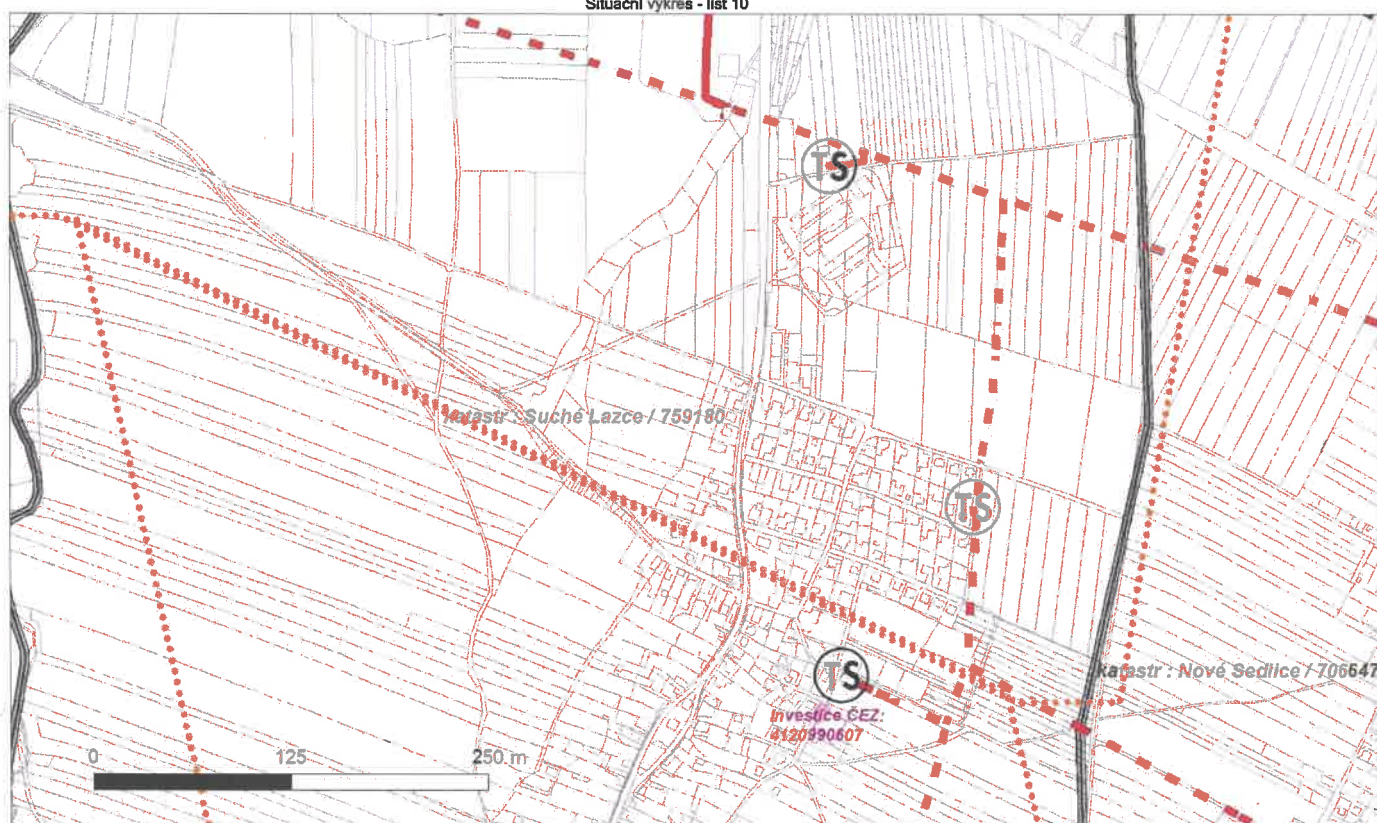 Situační výkres - list 10
TS
katastr : Suché Lazce / 759180
TS
katastr : Nové Sedlice / 706647
TS
Investice ČEZ:
4120990607
0 125 250 m